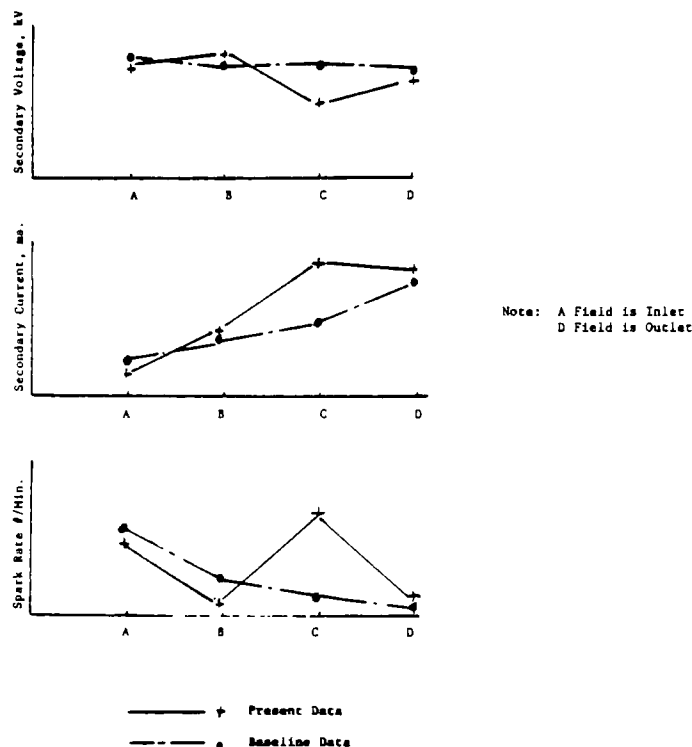 Secondary Voltage, kV
A B C D
Secondary Current, ma.
A B C D
Note: A Field is Inlet
D Field is Outlet
Spark Rate #/Min.
A B C D
+ Present Data
Baseline Data